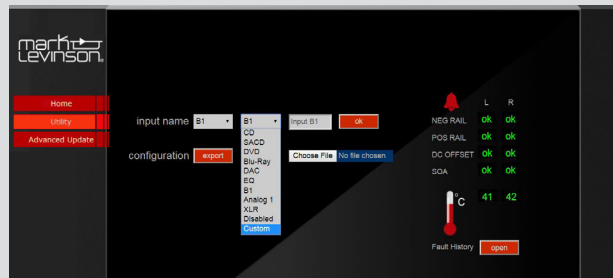 mark
Levinson®
Home
Utility
Advanced Update
input name B1 B1 Input B1 ok
CD
SACD
DVD
Blu-Ray
DAC
EQ
B1
Analog 1
XLR
Disabled
Custom
configuration export Choose File No file chosen
L R
NEG RAIL ok ok
POS RAIL ok ok
DC OFFSET ok ok
SOA ok ok
°C 41 42
Fault History open